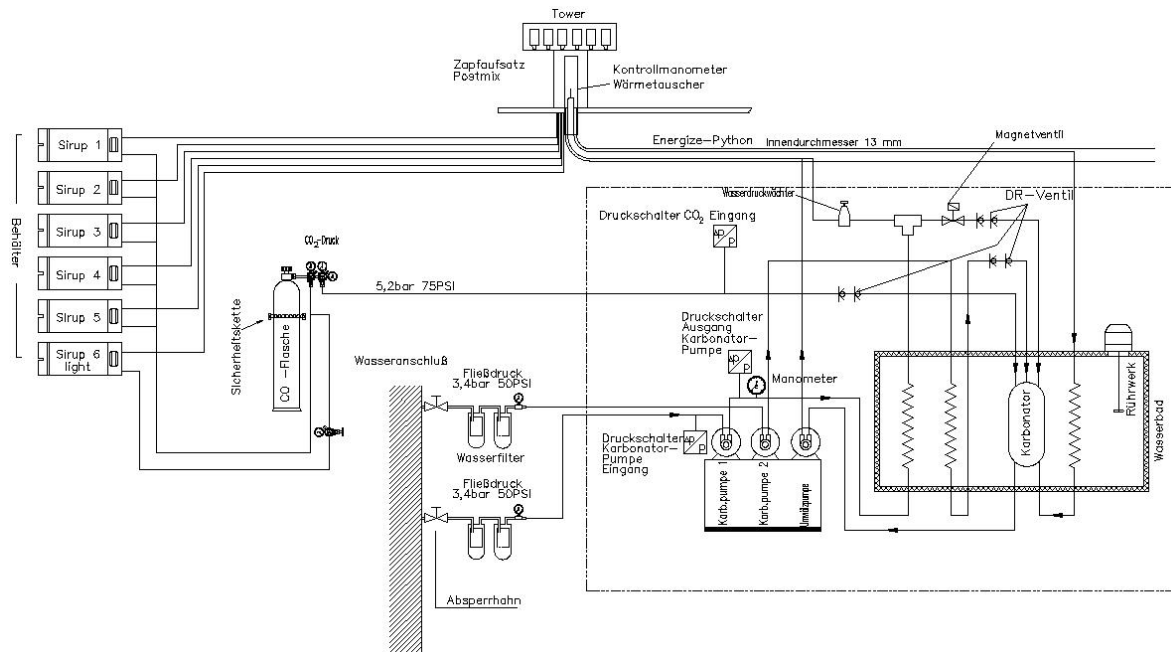 Tower
Zapfaufsatz
Postmix
Kontrollmanometer
Wärmetauscher
Energize-Python Innendurchmesser 13 mm
Magnetventil
Behälter
Sirup 1
Sirup 2
Sirup 3
Sirup 4
Sirup 5
Sirup 6
light
CO₂-Druck
Sicherheitskette
CO -Flasche
5,2bar 75PSI
Druckschalter CO₂ Eingang
Δp
p
Wasserdruckwächter
DR-Ventil
Wasseranschluß
Fließdruck
3,4bar 50PSI
Wasserfilter
Fließdruck
3,4bar 50PSI
Absperrhahn
Druckschalter
Ausgang
Karbonator-
Pumpe
Δp
p
Manometer
Druckschalter
Karbonator-
Pumpe
Eingang
Δp
p
Karb.pumpe 1
Karb.pumpe 2
Umwälzpumpe
Karbonator
Rührwerk
Wasserbad